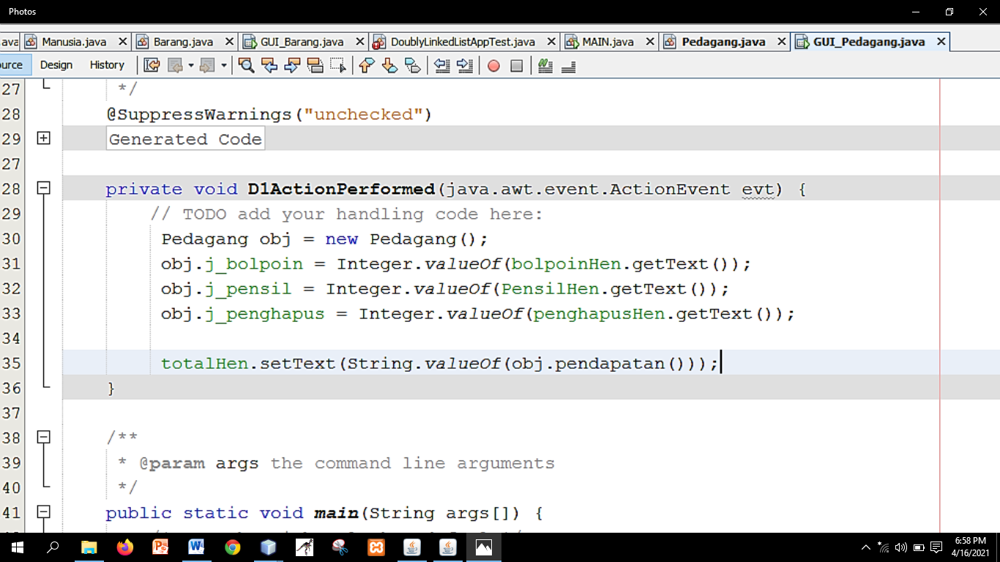 Photos
ava Manusia.java Barang.java GUI_Barang.java DoublyLinkedListAppTest.java MAIN.java Pedagang.java GUI_Pedagang.java
urce Design History
27 */
28 @SuppressWarnings("unchecked")
29 Generated Code
27
28 private void D1ActionPerformed(java.awt.event.ActionEvent evt) {
29 // TODO add your handling code here:
30 Pedagang obj = new Pedagang();
31 obj.j_bolpoin = Integer.valueOf(bolpoinHen.getText());
32 obj.j_pensil = Integer.valueOf(PensilHen.getText());
33 obj.j_penghapus = Integer.valueOf(penghapusHen.getText());
34
35 totalHen.setText(String.valueOf(obj.pendapatan()));
36 }
37
38 /**
39 * @param args the command line arguments
40 */
41 public static void main(String args[]) {
6:58 PM
4/16/2021